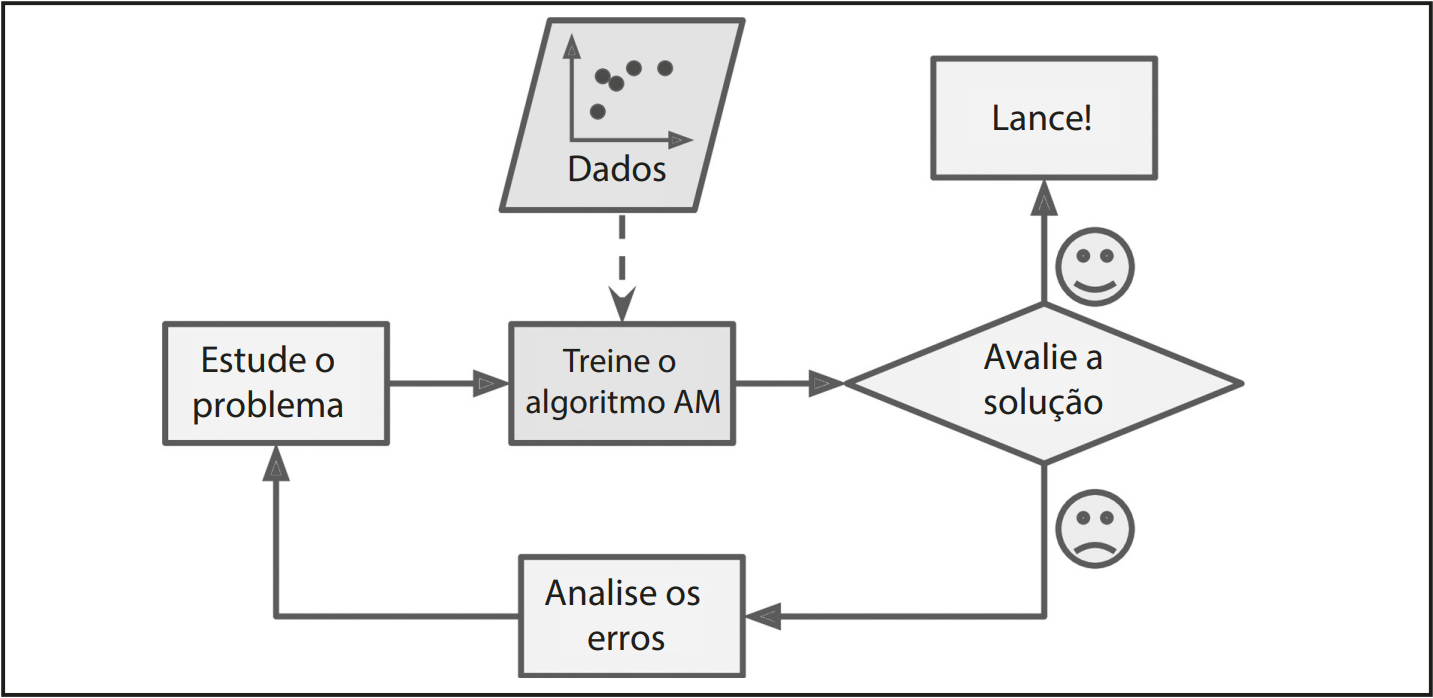 Dados
Lance!
Estude o
problema
Treine o
algoritmo AM
Avalie a
solução
Analise os
erros